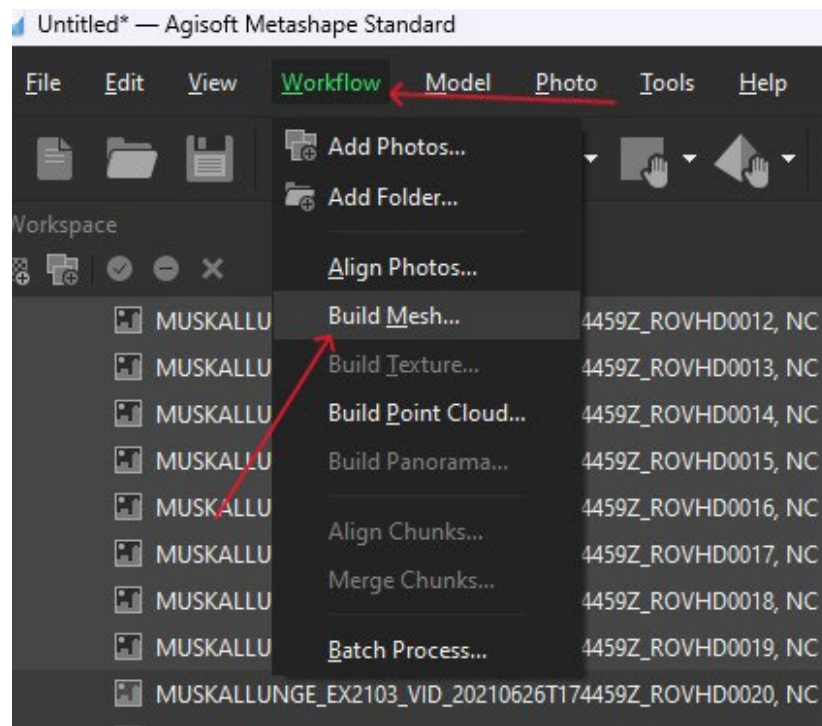 Untitled* — Agisoft Metashape Standard
File Edit View Workflow Model Photo Tools Help
Add Photos...
Add Folder...
Workspace
Align Photos...
Build Mesh...
MUSKALLU 4459Z_ROVHD0012, NC
Build Texture...
MUSKALLU 4459Z_ROVHD0013, NC
Build Point Cloud...
MUSKALLU 4459Z_ROVHD0014, NC
Build Panorama...
MUSKALLU 4459Z_ROVHD0015, NC
MUSKALLU 4459Z_ROVHD0016, NC
Align Chunks...
MUSKALLU 4459Z_ROVHD0017, NC
Merge Chunks...
MUSKALLU 4459Z_ROVHD0018, NC
Batch Process...
MUSKALLU 4459Z_ROVHD0019, NC
MUSKALLUNGE_EX2103_VID_20210626T174459Z_ROVHD0020, NC